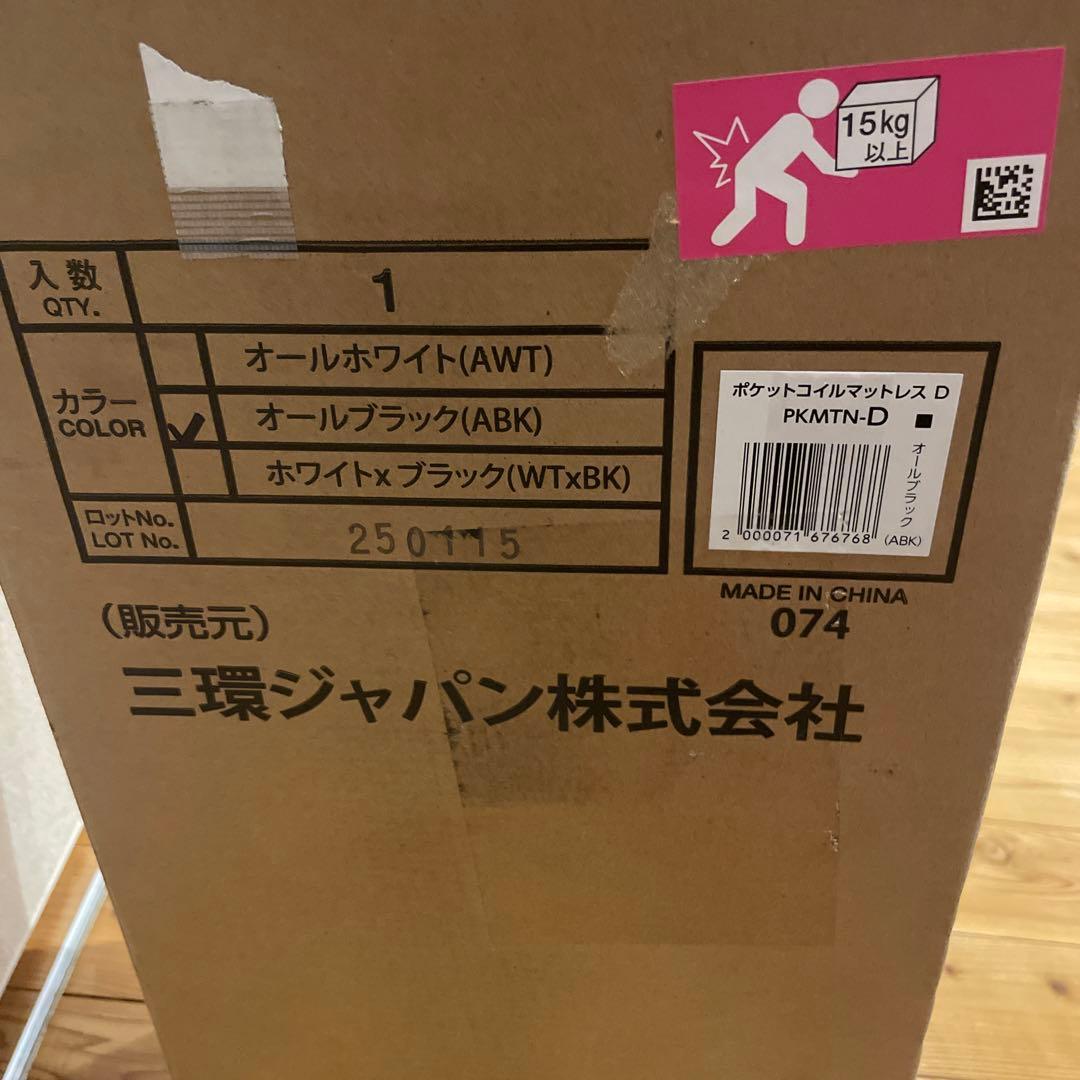 15kg
以上
入数
QTY.
1
カラー
COLOR
オールホワイト(AWT)
オールブラック(ABK)
ホワイトxブラック(WTxBK)
ロットNo.
LOT No.
250115
ポケットコイルマットレス D
PKMTN-D
オールブラック
(ABK)
2 000071 676768
MADE IN CHINA
074
(販売元)
三環ジャパン株式会社